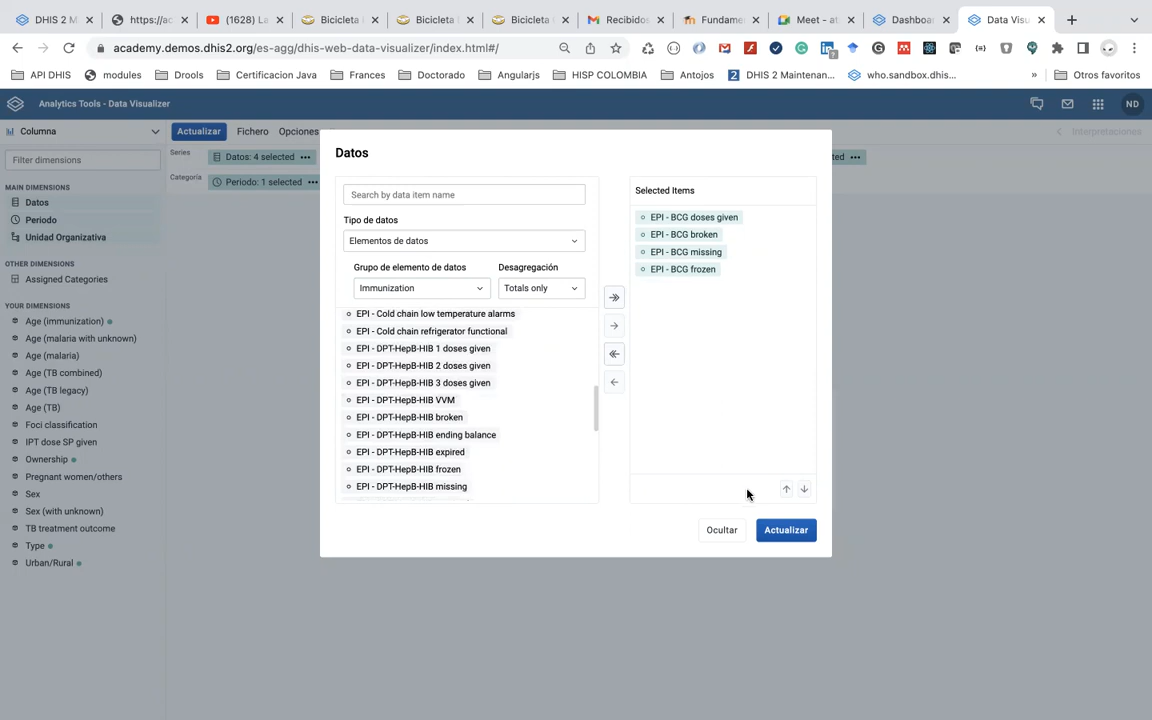 DHIS 2 M
https://ac
(1628) La
Bicicleta
Bicicleta
Bicicleta
Recibidos
Fundame
Meet - at
Dashboar
Data Visu
academy.demos.dhis2.org/es-agg/dhis-web-data-visualizer/index.html#/
API DHIS
modules
Drools
Certificacion Java
Frances
Doctorado
Angularjs
HISP COLOMBIA
Antojos
DHIS 2 Maintenan...
who.sandbox.dhis...
»
Otros favoritos
Analytics Tools - Data Visualizer
ND
Columna
Actualizar
Fichero
Opciones
Interpretaciones
Filter dimensions
Series
Datos: 4 selected
ted
Categoría
Periodo: 1 selected
MAIN DIMENSIONS
Datos
Periodo
Unidad Organizativa
OTHER DIMENSIONS
Assigned Categories
YOUR DIMENSIONS
Age (immunization)
Age (malaria with unknown)
Age (malaria)
Age (TB combined)
Age (TB legacy)
Age (TB)
Foci classification
IPT dose SP given
Ownership
Pregnant women/others
Sex
Sex (with unknown)
TB treatment outcome
Type
Urban/Rural
Datos
Search by data item name
Tipo de datos
Elementos de datos
Grupo de elemento de datos
Desagregación
Immunization
Totals only
EPI - Cold chain low temperature alarms
EPI - Cold chain refrigerator functional
EPI - DPT-HepB-HIB 1 doses given
EPI - DPT-HepB-HIB 2 doses given
EPI - DPT-HepB-HIB 3 doses given
EPI - DPT-HepB-HIB VVM
EPI - DPT-HepB-HIB broken
EPI - DPT-HepB-HIB ending balance
EPI - DPT-HepB-HIB expired
EPI - DPT-HepB-HIB frozen
EPI - DPT-HepB-HIB missing
Selected Items
EPI - BCG doses given
EPI - BCG broken
EPI - BCG missing
EPI - BCG frozen
Ocultar
Actualizar